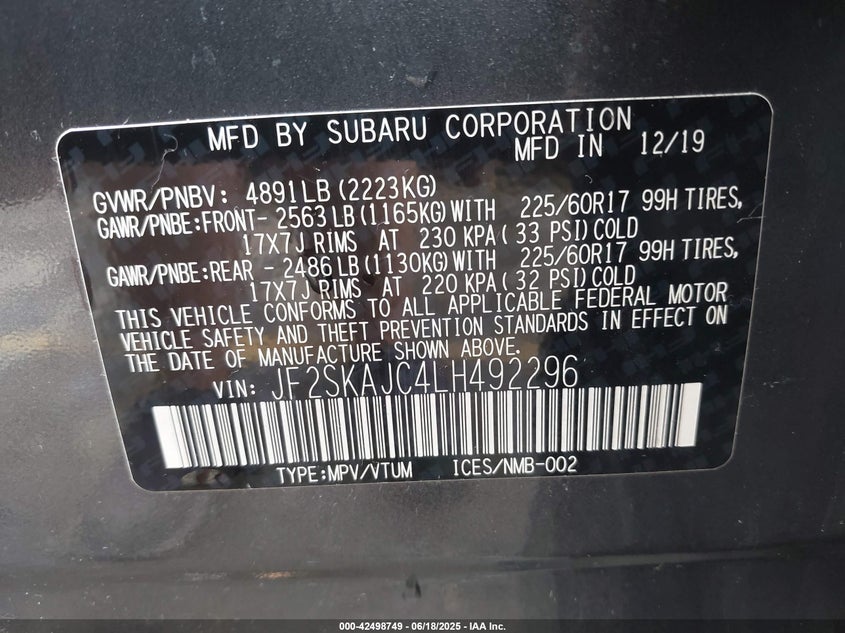 MFD BY SUBARU CORPORATION
MFD IN 12/19
GVWR/PNBV: 4891LB(2223KG)
GAWR/PNBE:FRONT- 2563LB(1165KG)WITH 225/60R17 99H TIRES,
17X7J RIMS AT 230 KPA( 33 PSI)COLD
GAWR/PNBE:REAR - 2486LB(1130KG)WITH 225/60R17 99H TIRES,
17X7J RIMS AT 220 KPA( 32 PSI)COLD
THIS VEHICLE CONFORMS TO ALL APPLICABLE FEDERAL MOTOR
VEHICLE SAFETY AND THEFT PREVENTION STANDARDS IN EFFECT ON
THE DATE OF MANUFACTURE SHOWN ABOVE.
VIN: JF2SKAJC4LH492296
TYPE:MPV/VTUM ICES/NMB-002
000-42498749 - 06/18/2025 - IAA Inc.